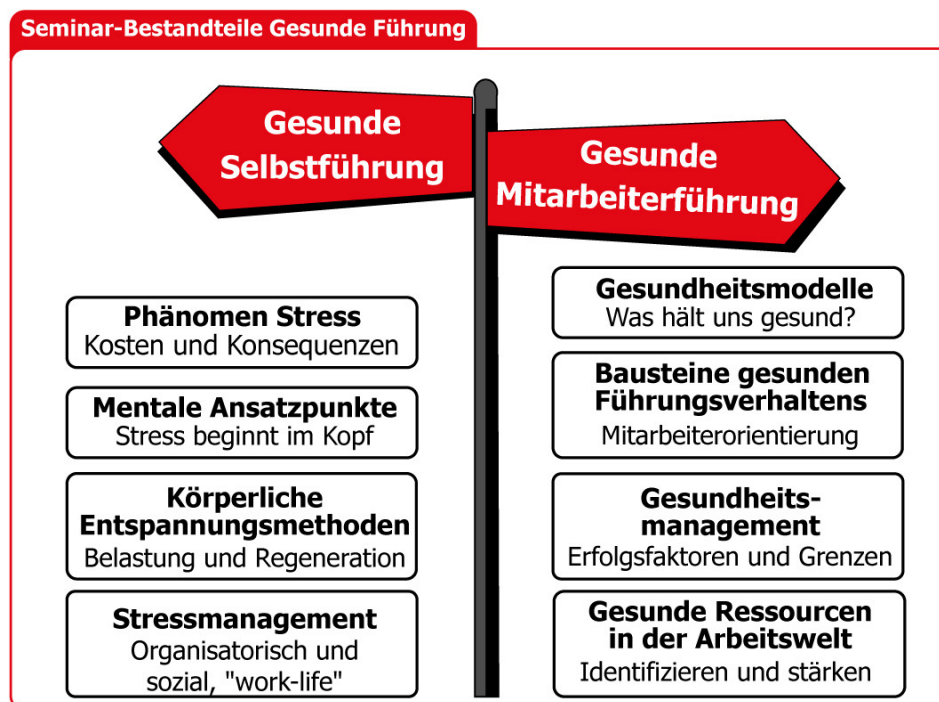 Seminar-Bestandteile Gesunde Führung
Gesunde
Selbstführung
Gesunde
Mitarbeiterführung
Phänomen Stress
Kosten und Konsequenzen
Mentale Ansatzpunkte
Stress beginnt im Kopf
Körperliche
Entspannungsmethoden
Belastung und Regeneration
Stressmanagement
Organisatorisch und
sozial, "work-life"
Gesundheitsmodelle
Was hält uns gesund?
Bausteine gesunden
Führungsverhaltens
Mitarbeiterorientierung
Gesundheits-
management
Erfolgsfaktoren und Grenzen
Gesunde Ressourcen
in der Arbeitswelt
Identifizieren und stärken